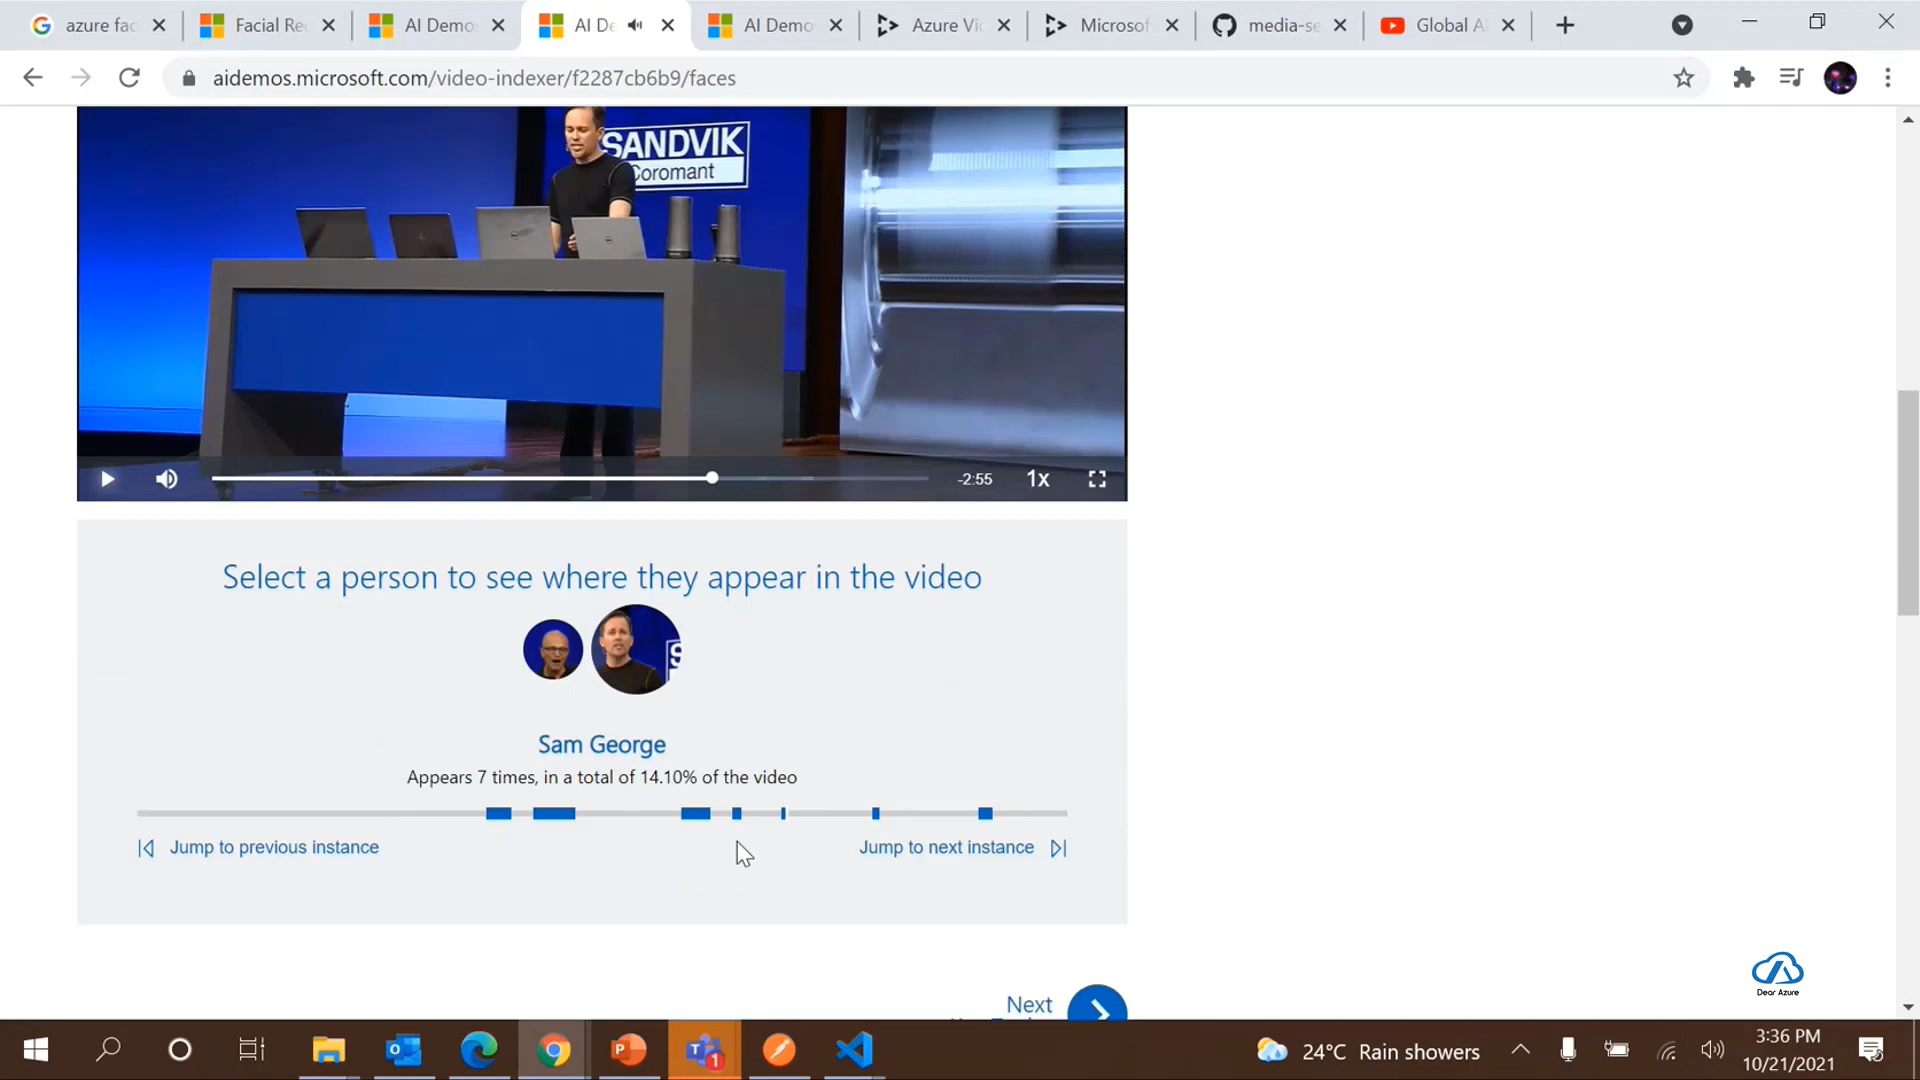 azure fac
Facial Re
AI Demo
AI De
AI Demo
Azure Vi
Microsof
media-se
Global A
aidemos.microsoft.com/video-indexer/f2287cb6b9/faces
SANDVIK
Coromant
-2:55
1x
Select a person to see where they appear in the video
S
Sam George
Appears 7 times, in a total of 14.10% of the video
Jump to previous instance
Jump to next instance
Dear Azure
Next
24°C Rain showers
1
3:36 PM
10/21/2021